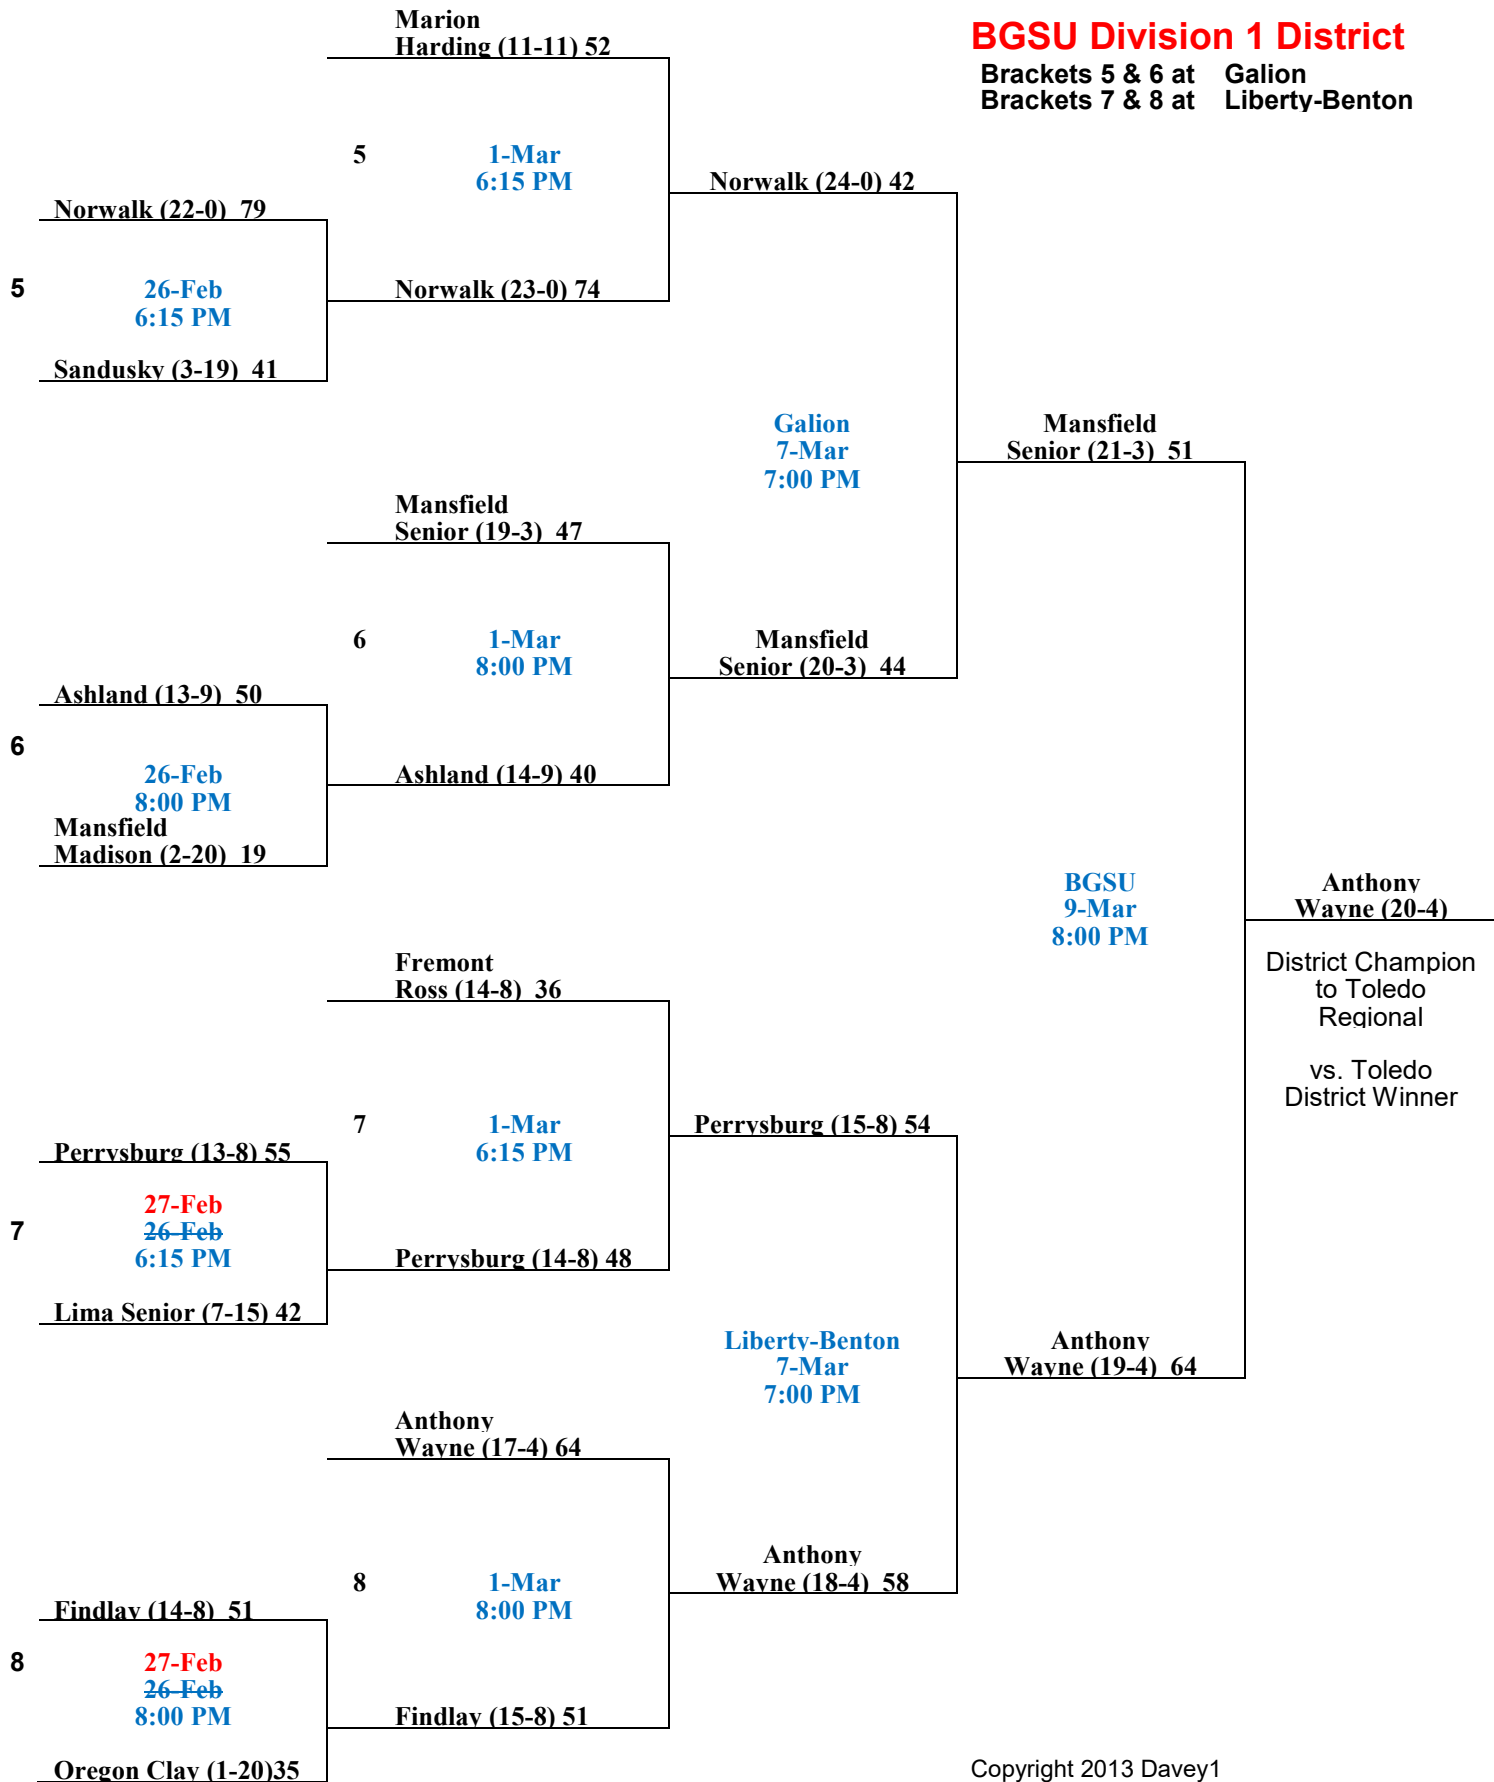 Marion
Harding (11-11) 52
BGSU Division 1 District
Brackets 5 & 6 at Galion
Brackets 7 & 8 at Liberty-Benton
5
1-Mar
6:15 PM
Norwalk (24-0) 42
Norwalk (22-0) 79
5
26-Feb
6:15 PM
Norwalk (23-0) 74
Sandusky (3-19) 41
Galion
7-Mar
7:00 PM
Mansfield
Senior (21-3) 51
Mansfield
Senior (19-3) 47
6
1-Mar
8:00 PM
Mansfield
Senior (20-3) 44
Ashland (13-9) 50
6
26-Feb
8:00 PM
Ashland (14-9) 40
Mansfield
Madison (2-20) 19
BGSU
9-Mar
8:00 PM
Anthony
Wayne (20-4)
District Champion
to Toledo
Regional
vs. Toledo
District Winner
Fremont
Ross (14-8) 36
7
1-Mar
6:15 PM
Perrysburg (15-8) 54
Perrysburg (13-8) 55
7
27-Feb
26-Feb
6:15 PM
Perrysburg (14-8) 48
Lima Senior (7-15) 42
Liberty-Benton
7-Mar
7:00 PM
Anthony
Wayne (19-4) 64
Anthony
Wayne (17-4) 64
8
1-Mar
8:00 PM
Anthony
Wayne (18-4) 58
Findlay (14-8) 51
8
27-Feb
26-Feb
8:00 PM
Findlay (15-8) 51
Oregon Clay (1-20)35
Copyright 2013 Davey1